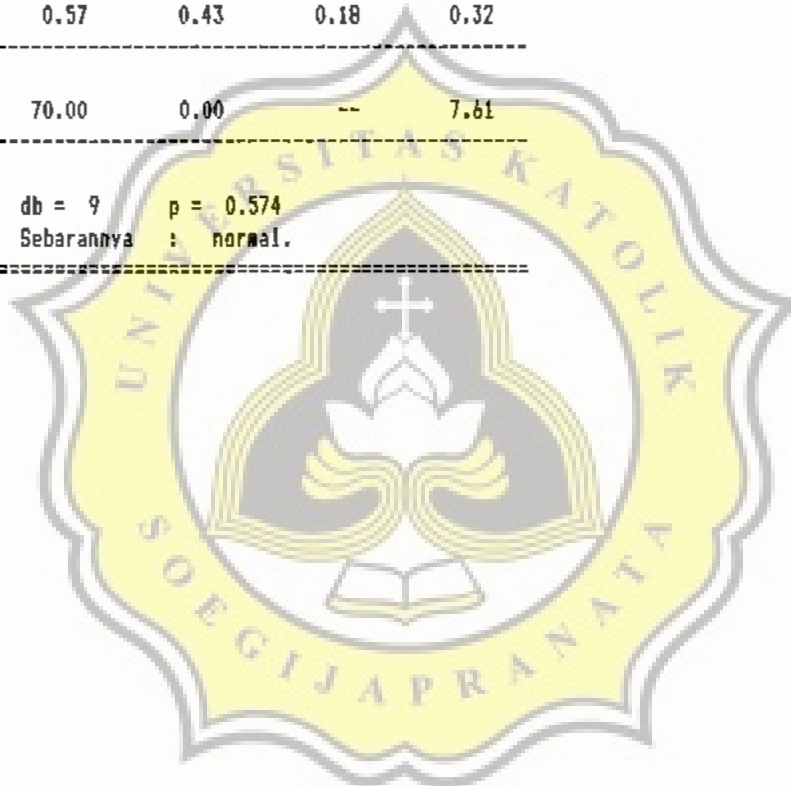 0.57 0.43 0.18 0.32
70.00 0.00 -- 7.61
db = 9 p = 0.574
Sebarannya : normal.
UNIVERSITAS KATOLIK
SOEGIJAPRANATA